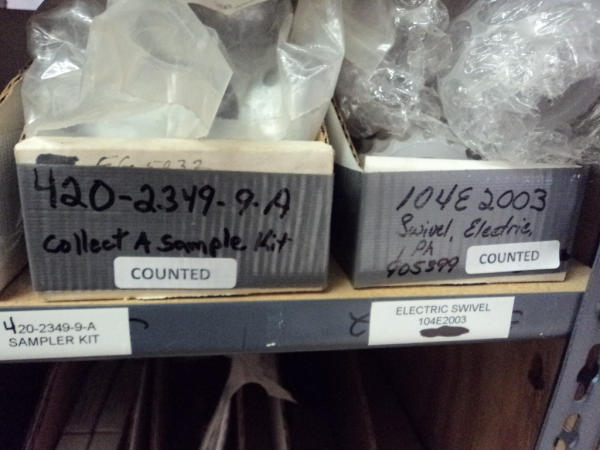 420-2349-9-A
Collect A Sample Kit
COUNTED
104E2003
Swivel, Electric,
PA
905399
COUNTED
420-2349-9-A
SAMPLER KIT
ELECTRIC SWIVEL
104E2003